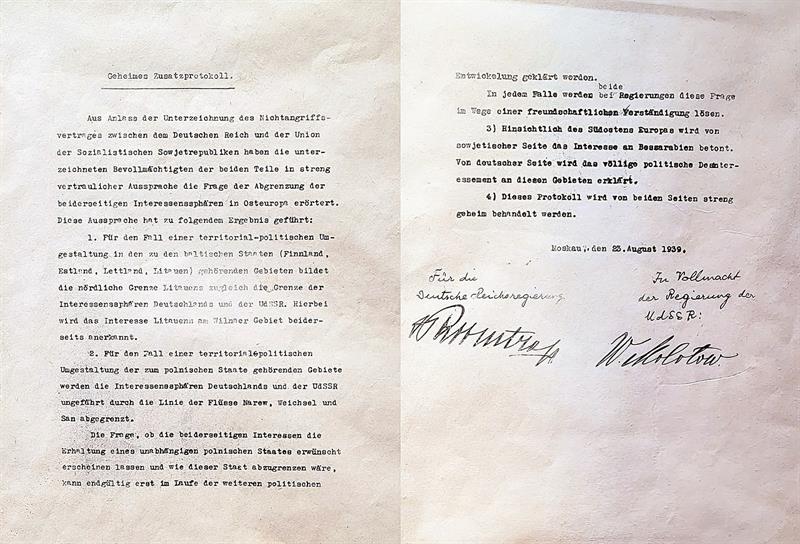 Geheimes Zusatzprotokoll.
Aus Anlass der Unterzeichnung des Nichtangriffs-
vertrages zwischen dem Deutschen Reich und der Union
der Sozialistischen Sowjetrepubliken haben die unter-
zeichneten Bevollmächtigten der beiden Teile in streng
vertraulicher Aussprache die Frage der Abgrenzung der
beiderseitigen Interessensphären in Osteuropa erörtert.
Diese Aussprache hat zu folgendem Ergebnis geführt:
1. Für den Fall einer territorial-politischen Um-
gestaltung in den zu den baltischen Staaten (Finnland,
Estland, Lettland, Litauen) gehörenden Gebieten bildet
die nördliche Grenze Litauens zugleich die Grenze der
Interessensphären Deutschlands und der UdSSR. Hierbei
wird das Interesse Litauens am Wilnaer Gebiet beider-
seits anerkannt.
2. Für den Fall einer territorial-politischen
Umgestaltung der zum polnischen Staate gehörenden Gebiete
werden die Interessensphären Deutschlands und der UdSSR
ungefähr durch die Linie der Flüsse Narew, Weichsel und
San abgegrenzt.
Die Frage, ob die beiderseitigen Interessen die
Erhaltung eines unabhängigen polnischen Staates erwünscht
erscheinen lassen und wie dieser Staat abzugrenzen wäre,
kann endgültig erst im Laufe der weiteren politischen
Entwickelung geklärt werden.
beide
In jedem Falle werden bei Regierungen diese Frage
im Wege einer freundschaftlichen Verständigung lösen.
3) Hinsichtlich des Südostens Europas wird von
sowjetischer Seite das Interesse an Bessarabien betont.
Von deutscher Seite wird das völlige politische Desinter-
essement an diesen Gebieten erklärt.
4) Dieses Protokoll wird von beiden Seiten streng
geheim behandelt werden.
Moskau, den 23. August 1939.
Für die
Deutsche Reichsregierung
In Vollmacht
der Regierung der
UdSSR:
W. Molotow.